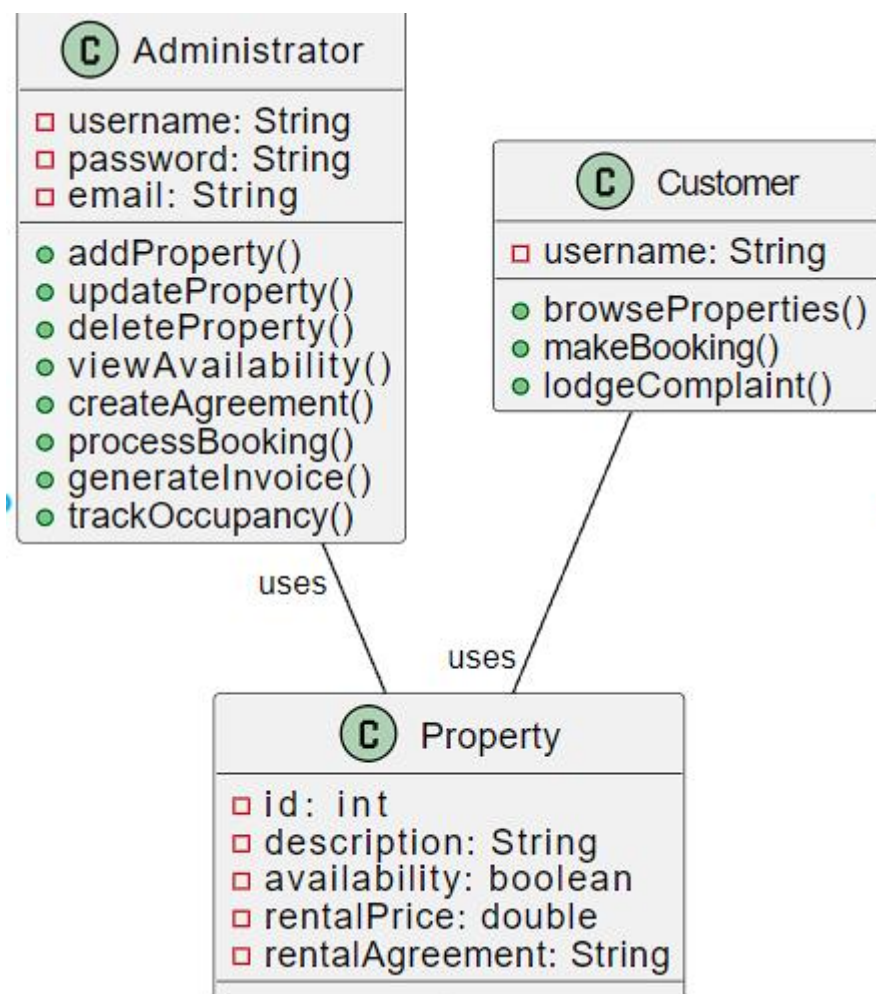 C Administrator
username: String
password: String
email: String
addProperty()
updateProperty()
deleteProperty()
viewAvailability()
createAgreement()
processBooking()
generateInvoice()
trackOccupancy()
C Customer
username: String
browseProperties()
makeBooking()
lodgeComplaint()
uses
uses
C Property
id: int
description: String
availability: boolean
rentalPrice: double
rentalAgreement: String